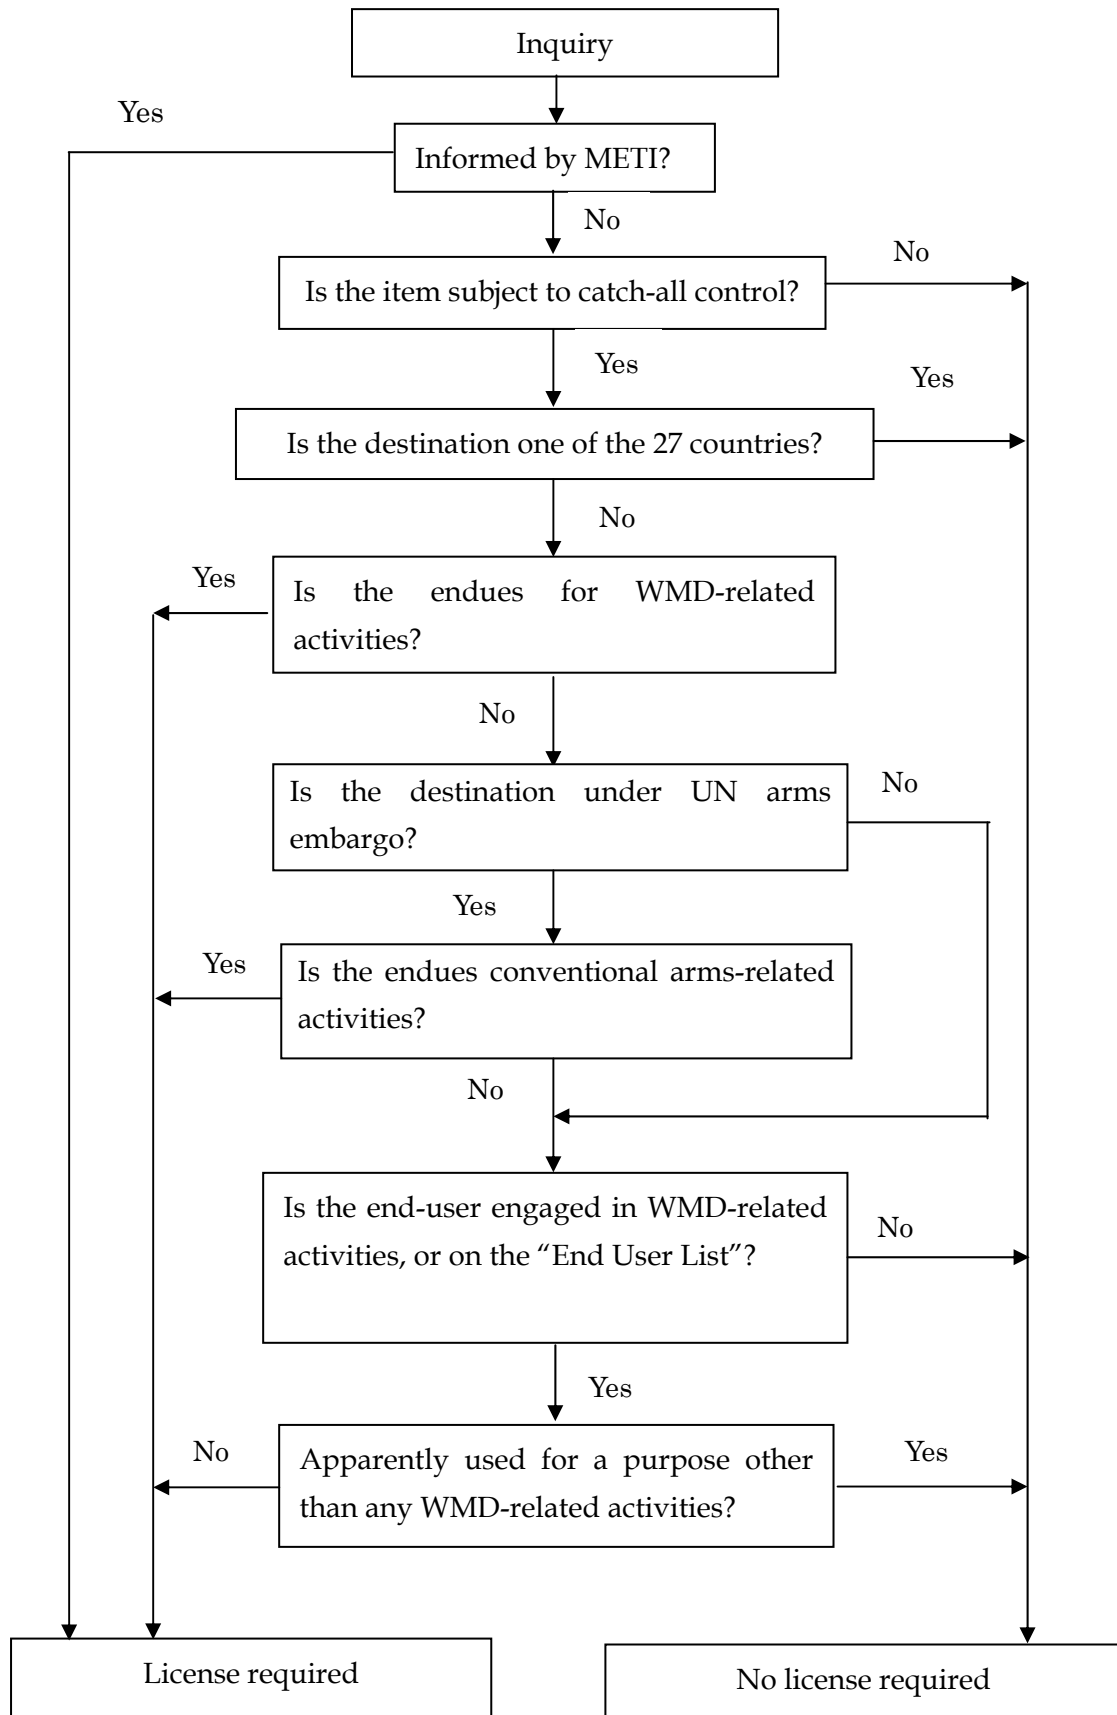 Inquiry
Yes
Informed by METI?
No
No
Is the item subject to catch-all control?
Yes
Yes
Is the destination one of the 27 countries?
No
Yes
Is the endues for WMD-related
activities?
No
Is the destination under UN arms
embargo?
No
Yes
Yes
Is the endues conventional arms-related
activities?
No
Is the end-user engaged in WMD-related
activities, or on the “End User List”?
No
Yes
No
Apparently used for a purpose other
than any WMD-related activities?
Yes
License required
No license required